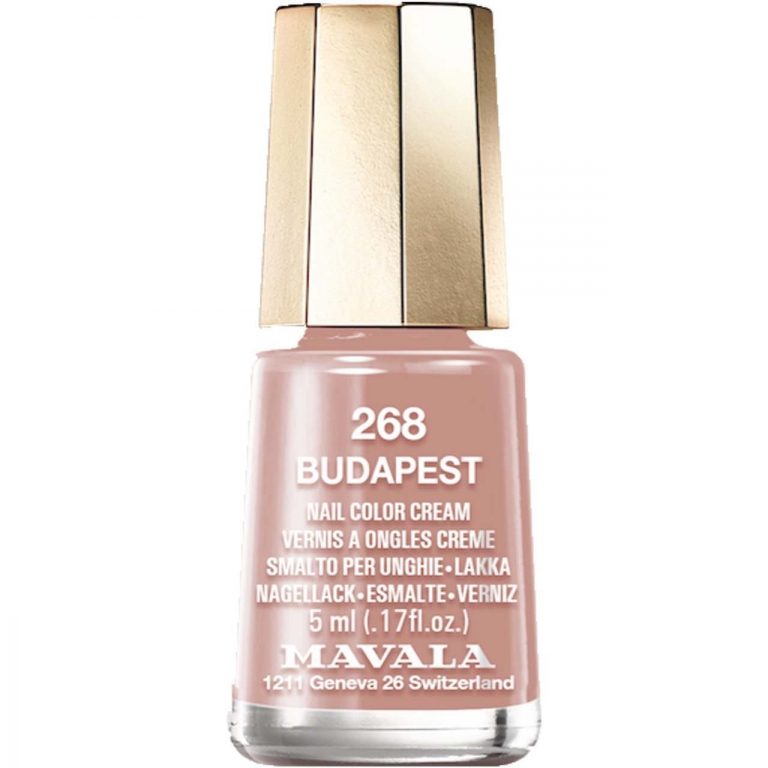 268
BUDAPEST
NAIL COLOR CREAM
VERNIS A ONGLES CREME
SMALTO PER UNGHIE•LAKKA
NAGELLACK•ESMALTE•VERNIZ
5 ml (.17fl.oz.)
MAVALA
1211 Geneva 26 Switzerland